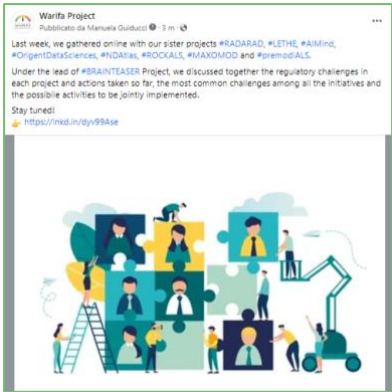 Warifa Project
Pubblicato da Manuela Guiducci · 3 m ·
Last week, we gathered online with our sister projects #RADARAD, #LETHE, #AIMind,
#OrigentDataSciences, #NDAtlas, #ROCKALS, #MAXOMOD and #premodiALS.
Under the lead of #BRAINTEASER Project, we discussed together the regulatory challenges in
each project and actions taken so far, the most common challenges among all the initiatives and
the possibile activities to be jointly implemented.
Stay tuned!
👉 https://lnkd.in/dyv99Ase